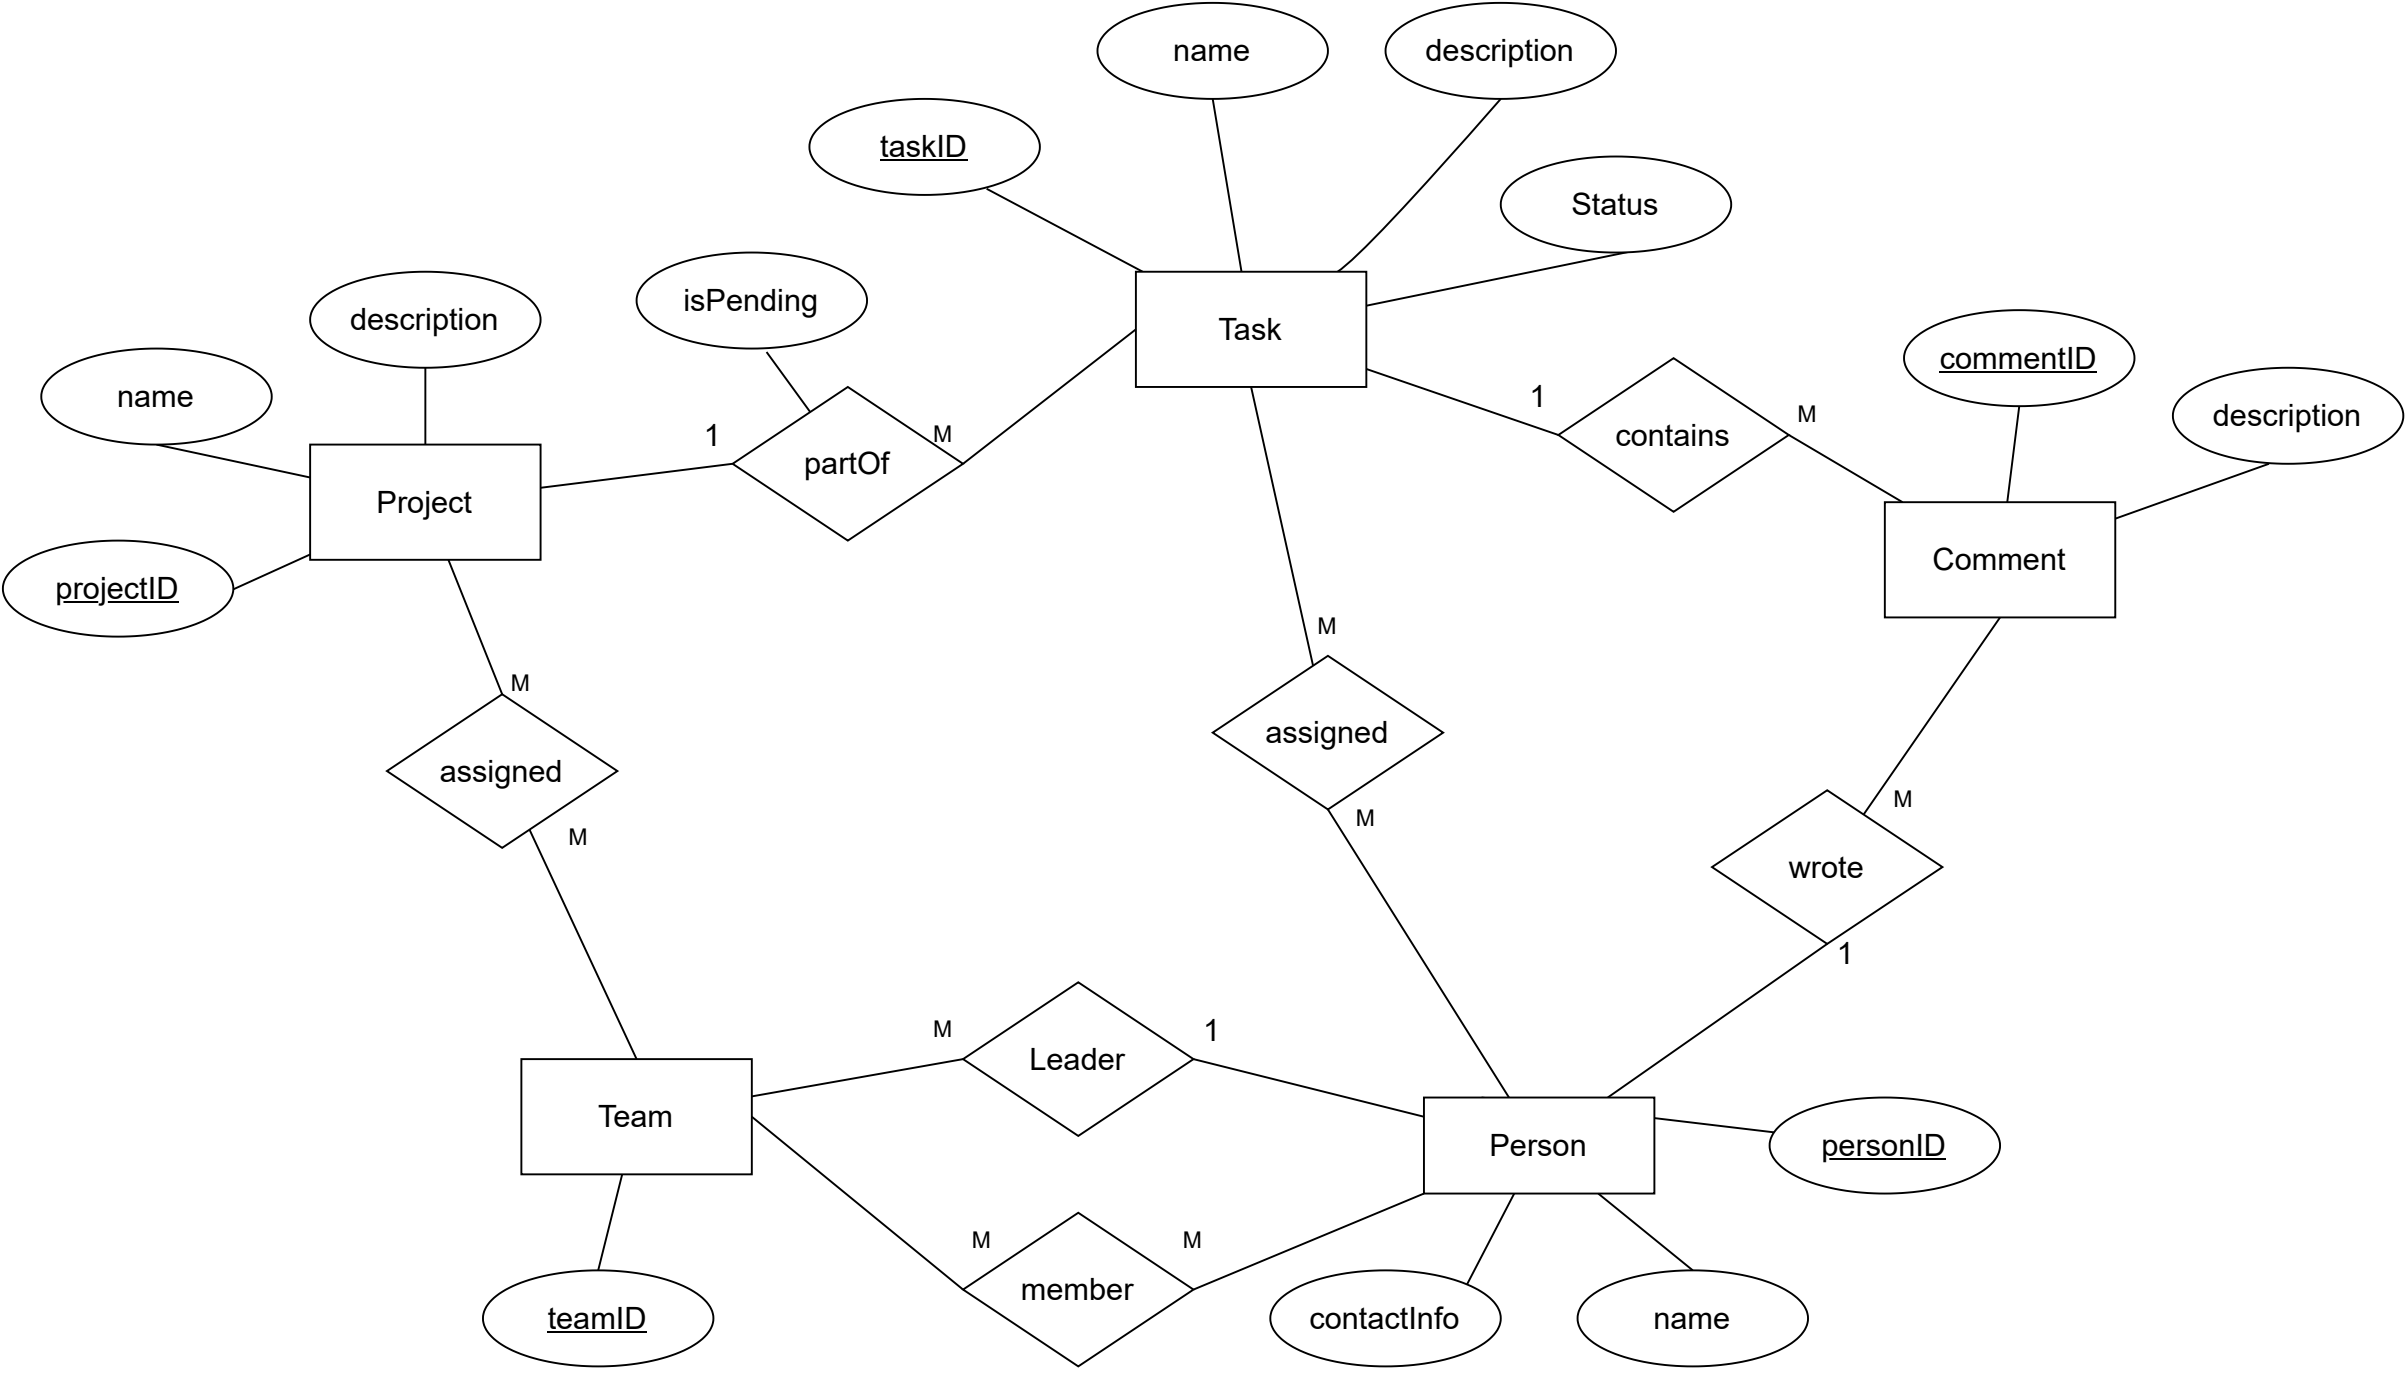 name
description
taskID
Status
isPending
description
Task
commentID
name
1
M
description
1
M
contains
partOf
Project
Comment
projectID
M
M
assigned
assigned
M
M
M
wrote
1
M
1
Leader
Team
Person
personID
M
M
member
teamID
contactInfo
name